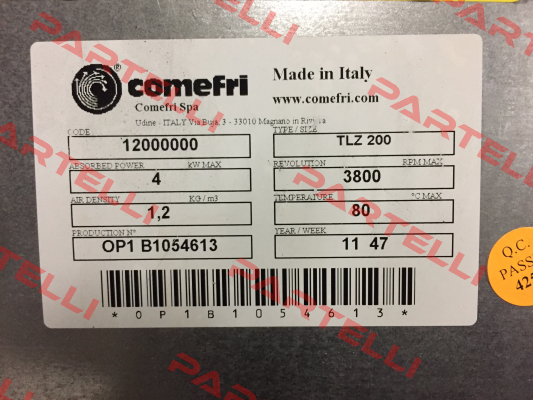 comefri
Made in Italy
Comefri Spa
www.comefri.com
Udine - ITALY Via Buja, 3 - 33010 Magnano in Riviera
CODE
TYPE / SIZE
12000000
TLZ 200
ABSORBED POWER kW MAX
REVOLUTION RPM MAX
4
3800
AIR DENSITY KG / m3
TEMPERATURE °C MAX
1,2
80
PRODUCTION N°
YEAR / WEEK
OP1 B1054613
11 47
*OP1B1054613*
Q.C.
PASS
425
PARTELLI
PARTELLI
PARTELLI
PARTELLI